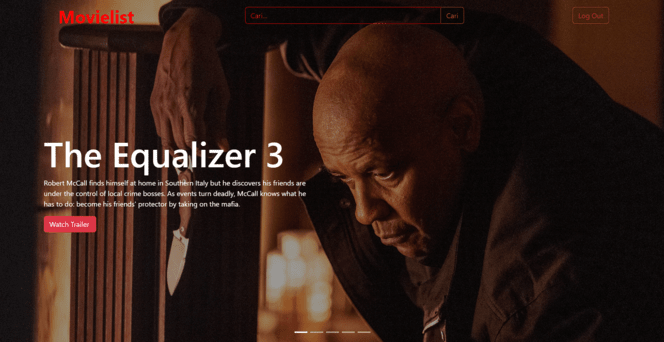 Movielist
Cari...
Cari
Log Out
The Equalizer 3
Robert McCall finds himself at home in Southern Italy but he discovers his friends are
under the control of local crime bosses. As events turn deadly, McCall knows what he
has to do: become his friends' protector by taking on the mafia.
Watch Trailer